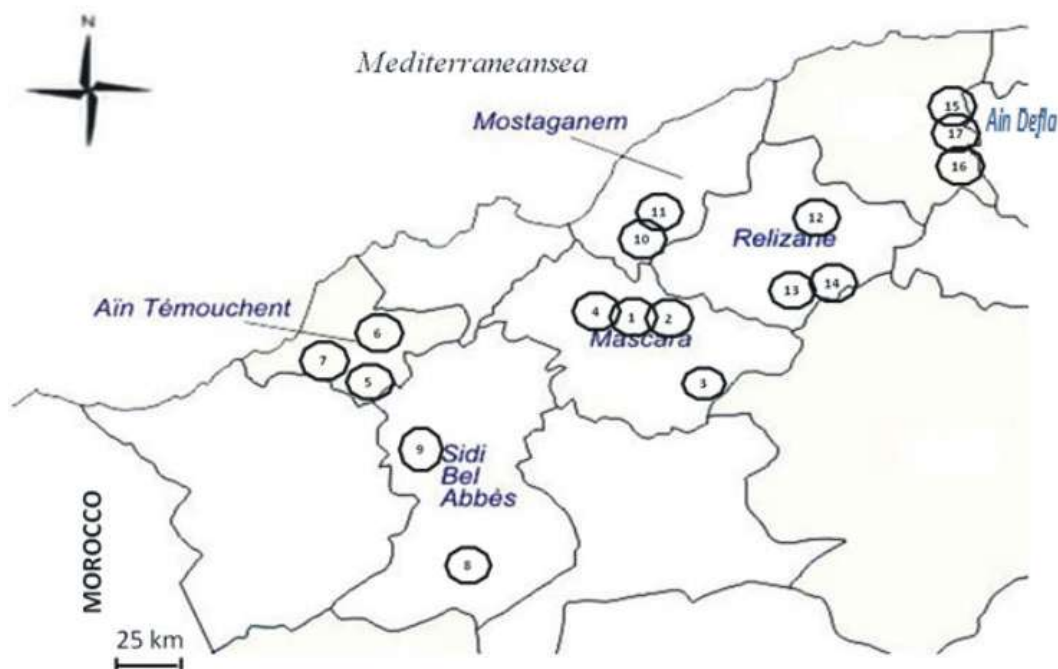 N
Mediterraneansea
Mostaganem
15
Ain Defla
17
16
11
12
10
Relizane
13
14
Aïn Témouchent
4
1
2
6
Mascara
7
5
3
9
Sidi
Bel
Abbès
8
MOROCCO
25 km